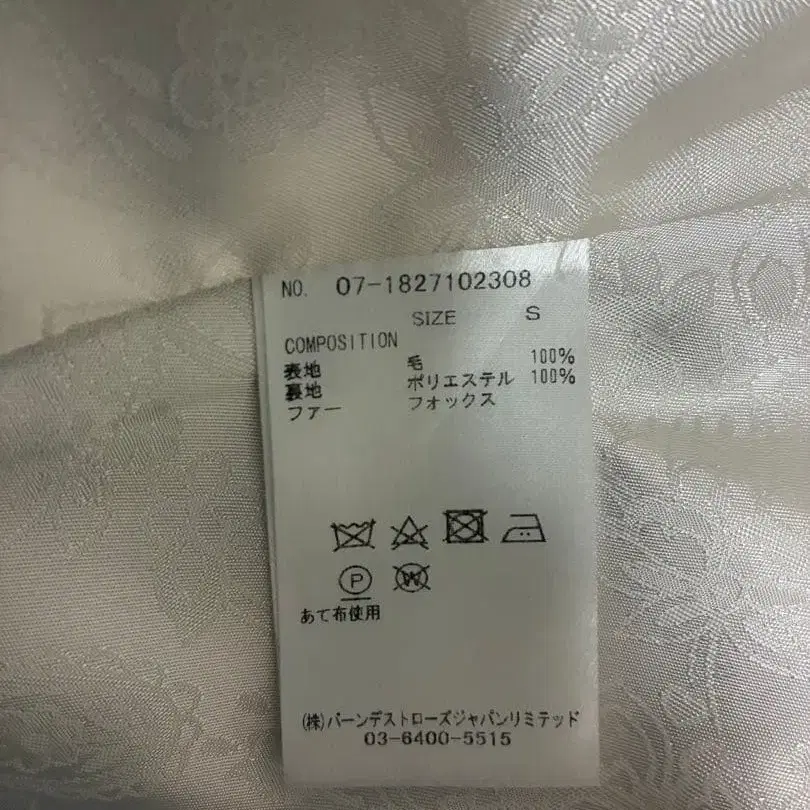 NO. 07-1827102308
SIZE S
COMPOSITION
表地 毛 100%
裏地 ポリエステル 100%
ファー フォックス
P W
あて布使用
(株)バーンデストローズジャパンリミテッド
03-6400-5515